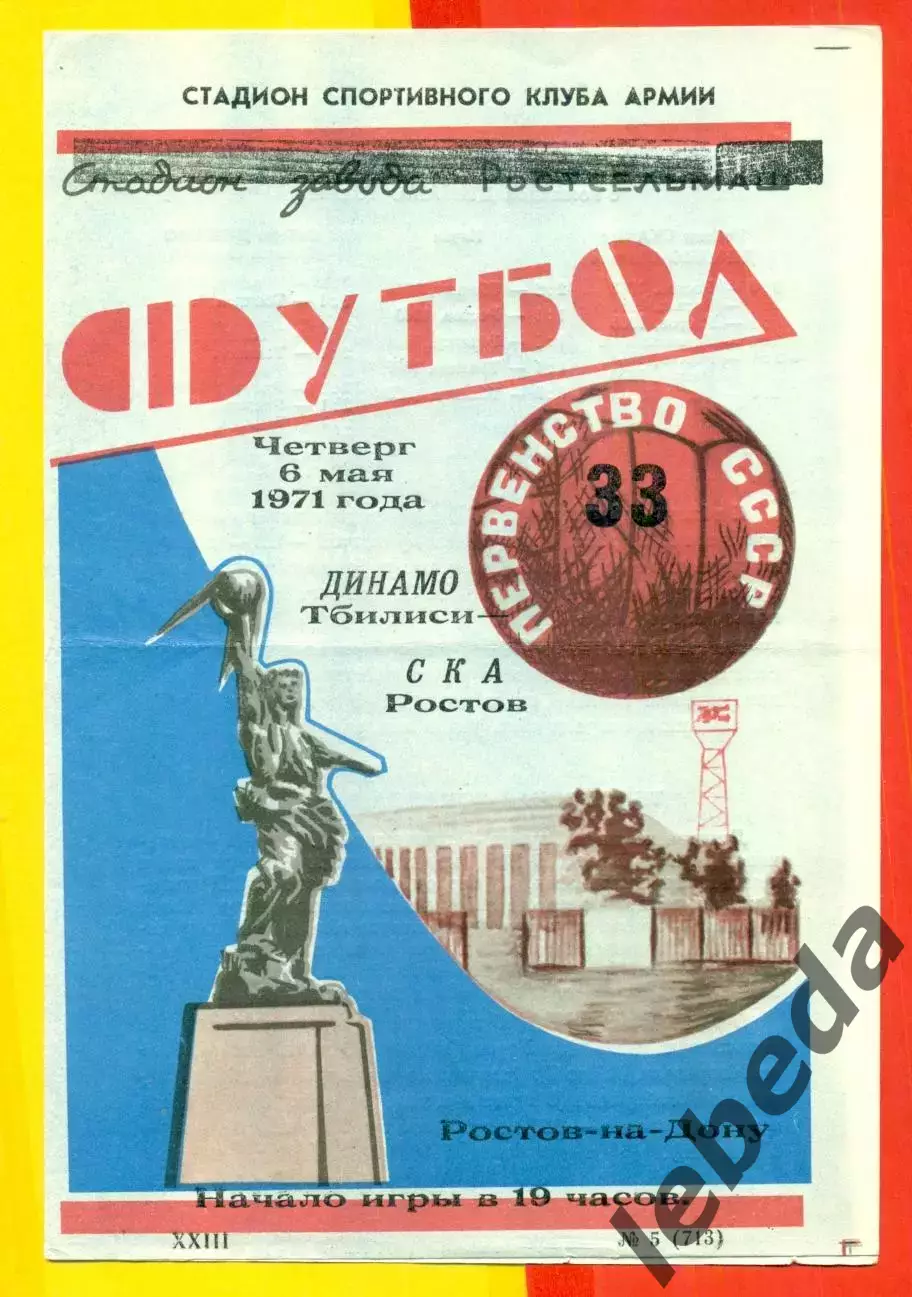 СТАДИОН СПОРТИВНОГО КЛУБА АРМИИ
Стадион завода РОСТСЕЛЬМАШ
ФУТБОЛ
ПЕРВЕНСТВО СССР
33
Четверг
6 мая
1971 года
ДИНАМО
Тбилиси—
СКА
Ростов
Ростов-на-Дону
Начало игры в 19 часов.
XXIII
№ 5 (713)
lebeda